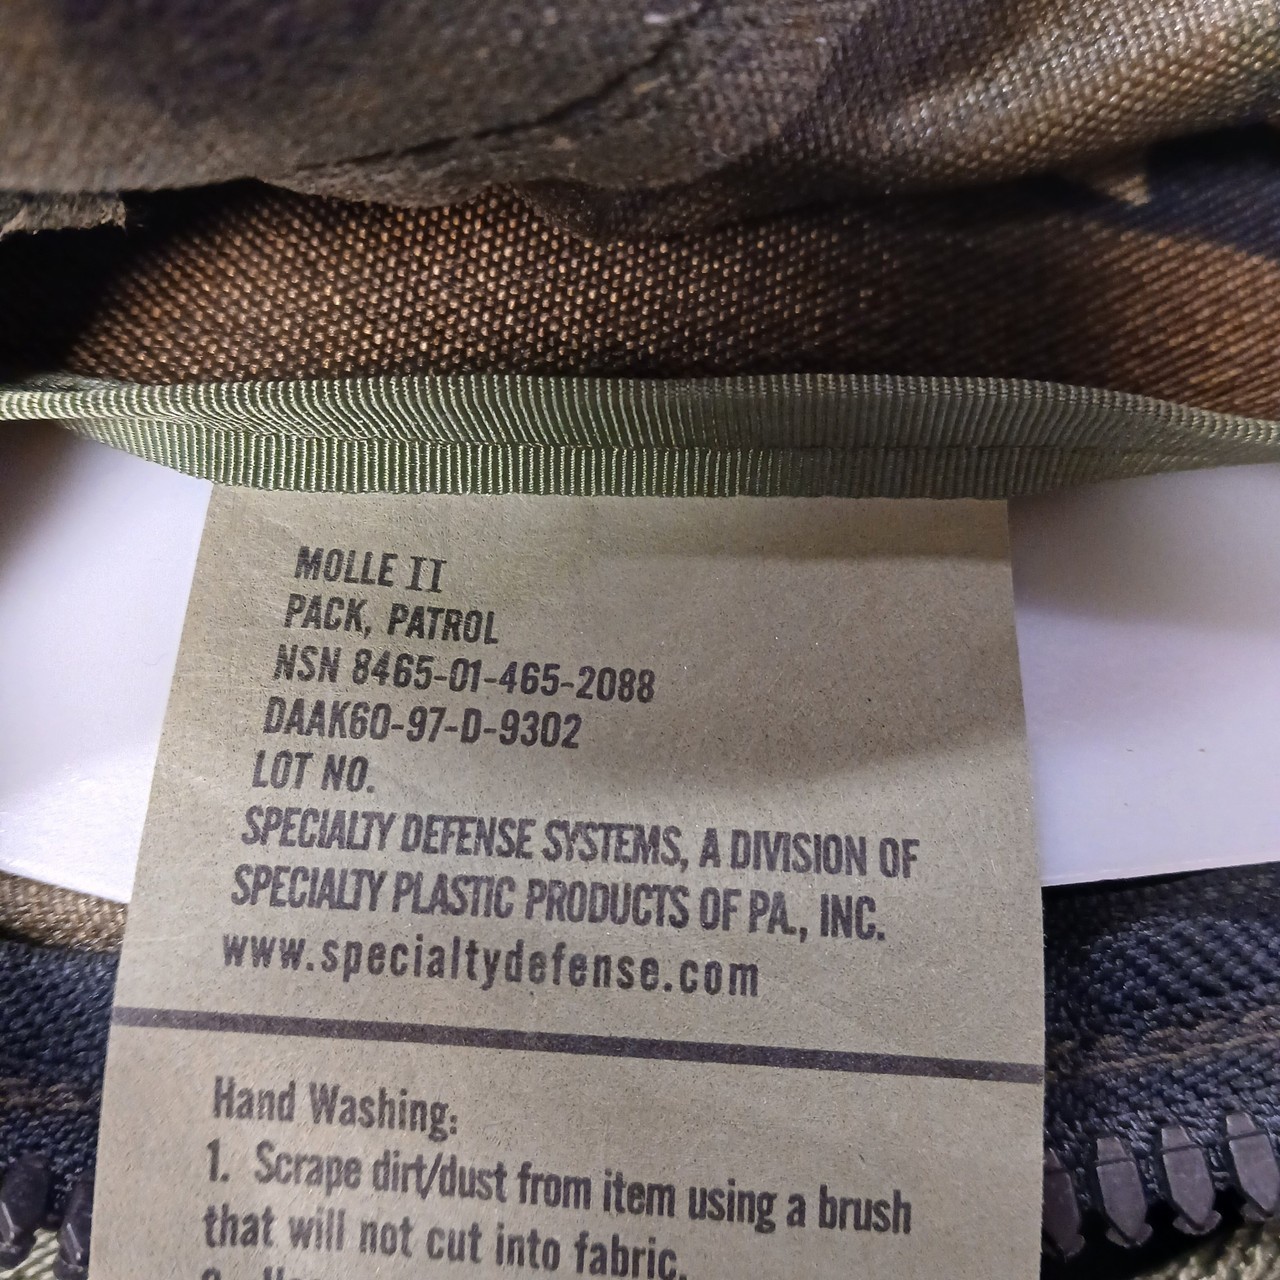 MOLLE II
PACK, PATROL
NSN 8465-01-465-2088
DAAK60-97-D-9302
LOT NO.
SPECIALTY DEFENSE SYSTEMS, A DIVISION OF
SPECIALTY PLASTIC PRODUCTS OF PA., INC.
www.specialtydefense.com
Hand Washing:
1. Scrape dirt/dust from item using a brush
that will not cut into fabric.